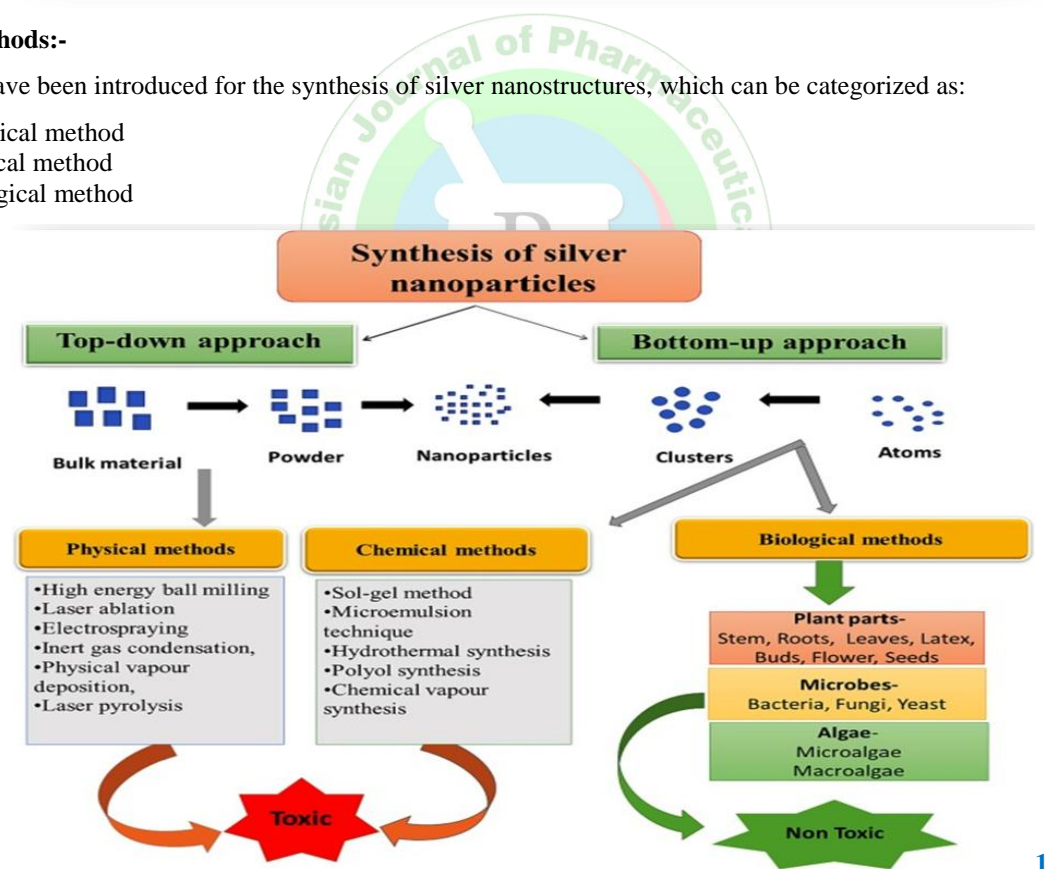 hods:-
ave been introduced for the synthesis of silver nanostructures, which can be categorized as:
ical method
cal method
gical method
sian Journal of Pharmaceutica
Synthesis of silver
nanoparticles
Top-down approach
Bottom-up approach
Bulk material
Powder
Nanoparticles
Clusters
Atoms
Physical methods
Chemical methods
Biological methods
•High energy ball milling
•Laser ablation
•Electrospraying
•Inert gas condensation,
•Physical vapour
deposition,
•Laser pyrolysis
•Sol-gel method
•Microemulsion
technique
•Hydrothermal synthesis
•Polyol synthesis
•Chemical vapour
synthesis
Plant parts-
Stem, Roots, Leaves, Latex,
Buds, Flower, Seeds
Microbes-
Bacteria, Fungi, Yeast
Algae-
Microalgae
Macroalgae
Toxic
Non Toxic
1